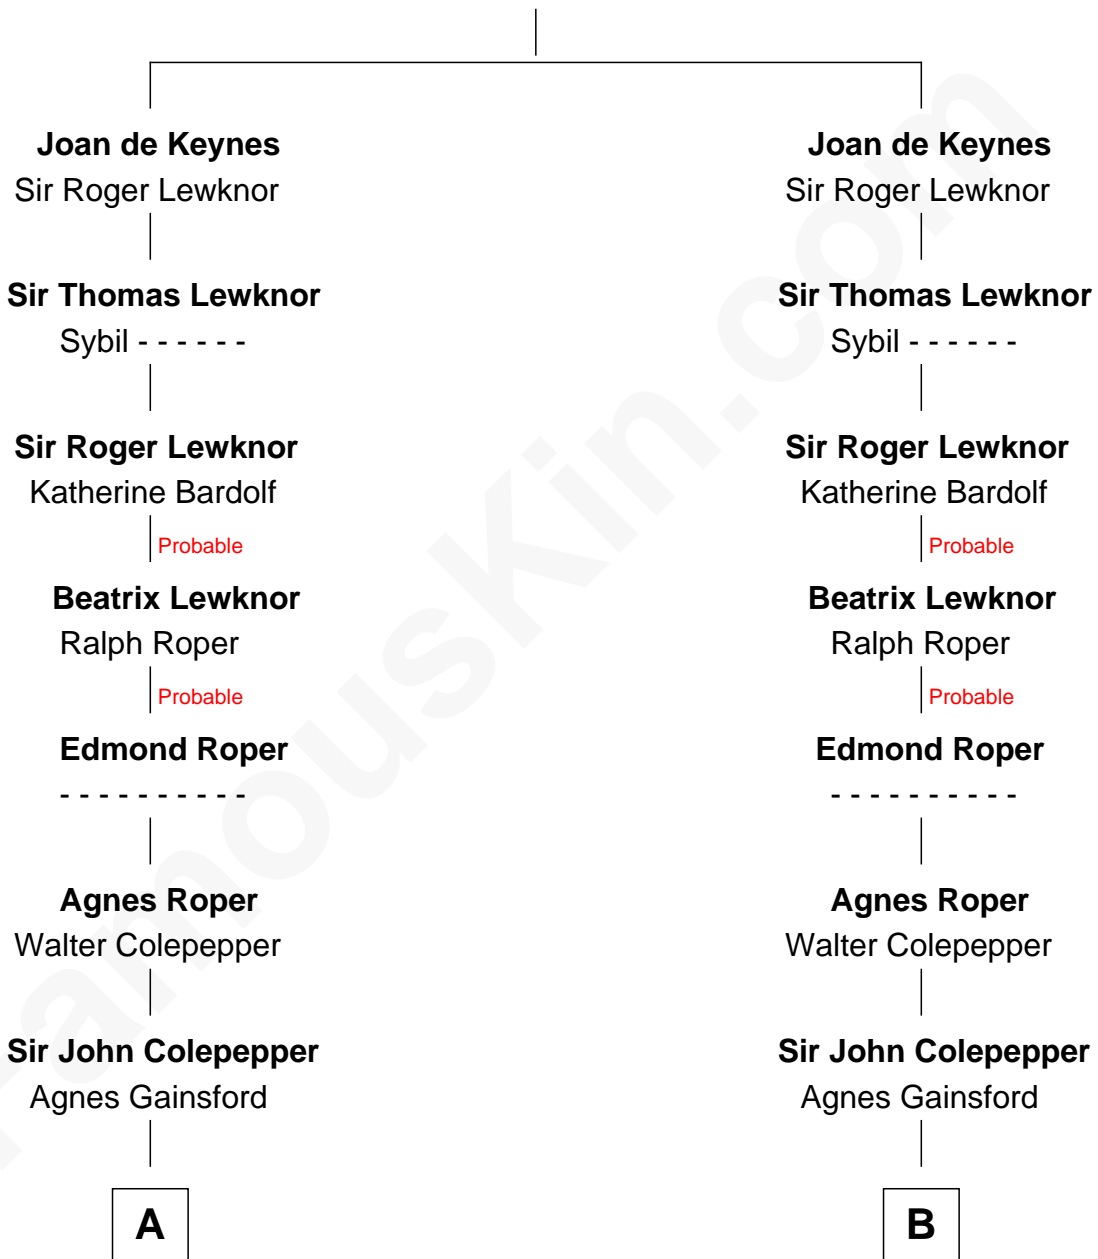 Joan de Keynes Joan de Keynes
Sir Roger Lewknor Sir Roger Lewknor
Sir Thomas Lewknor Sir Thomas Lewknor
Sybil - - - - - - Sybil - - - - - -
Sir Roger Lewknor Sir Roger Lewknor
Katherine Bardolf Katherine Bardolf
Probable Probable
Beatrix Lewknor Beatrix Lewknor
Ralph Roper Ralph Roper
Probable Probable
Edmond Roper Edmond Roper
- - - - - - - - - - - - - - - - - - - -
Agnes Roper Agnes Roper
Walter Colepepper Walter Colepepper
Sir John Colepepper Sir John Colepepper
Agnes Gainsford Agnes Gainsford
A B
FamousKin.com